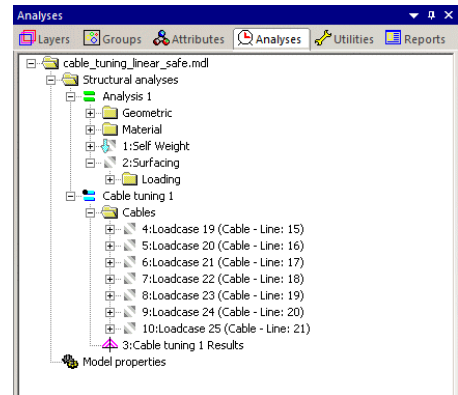 Analyses
Layers Groups Attributes Analyses Utilities Reports
cable_tuning_linear_safe.mdl
Structural analyses
Analysis 1
Geometric
Material
1:Self Weight
2:Surfacing
Loading
Cable tuning 1
Cables
4:Loadcase 19 (Cable - Line: 15)
5:Loadcase 20 (Cable - Line: 16)
6:Loadcase 21 (Cable - Line: 17)
7:Loadcase 22 (Cable - Line: 18)
8:Loadcase 23 (Cable - Line: 19)
9:Loadcase 24 (Cable - Line: 20)
10:Loadcase 25 (Cable - Line: 21)
3:Cable tuning 1 Results
Model properties